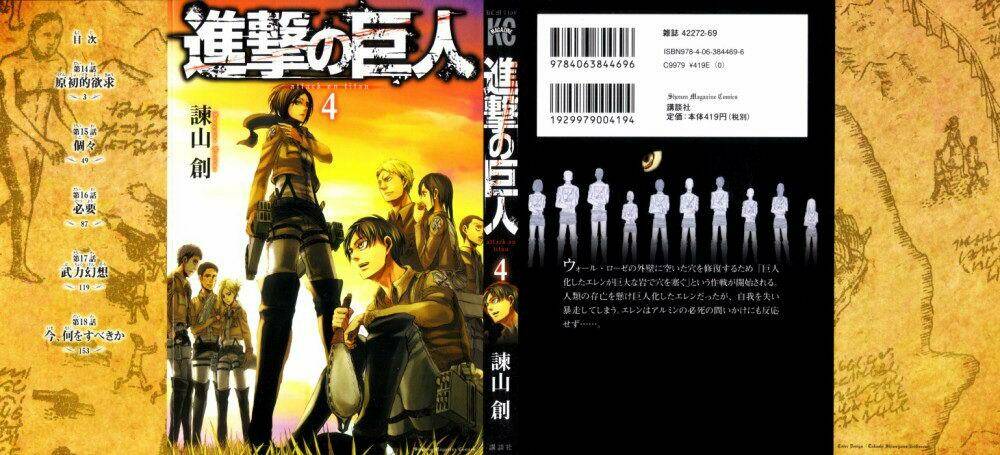 目次
第14話
原初的欲求
3
第15話
個々
49
第16話
必要
87
第17話
武力幻想
119
第18話
今、何をすべきか
153
進撃の巨人
attack on titan
4
諫山創
KC
MAGAZINE
進撃の巨人
attack on titan
4
諫山創
講談社
9784063844696
1929979004194
雑誌 42272-69
ISBN978-4-06-384469-6
C9979 ¥419E (0)
Shonen Magazine Comics
講談社
定価:本体419円(税別)
ウォール・ローゼの外壁に空いた穴を修復するため「巨人
化したエレンが巨大な岩で穴を塞ぐ」という作戦が開始される。
人類の存亡を懸け巨人化したエレンだったが、自我を失い
暴走してしまう。エレンはアルミンの必死の問いかけにも反応
せず……。